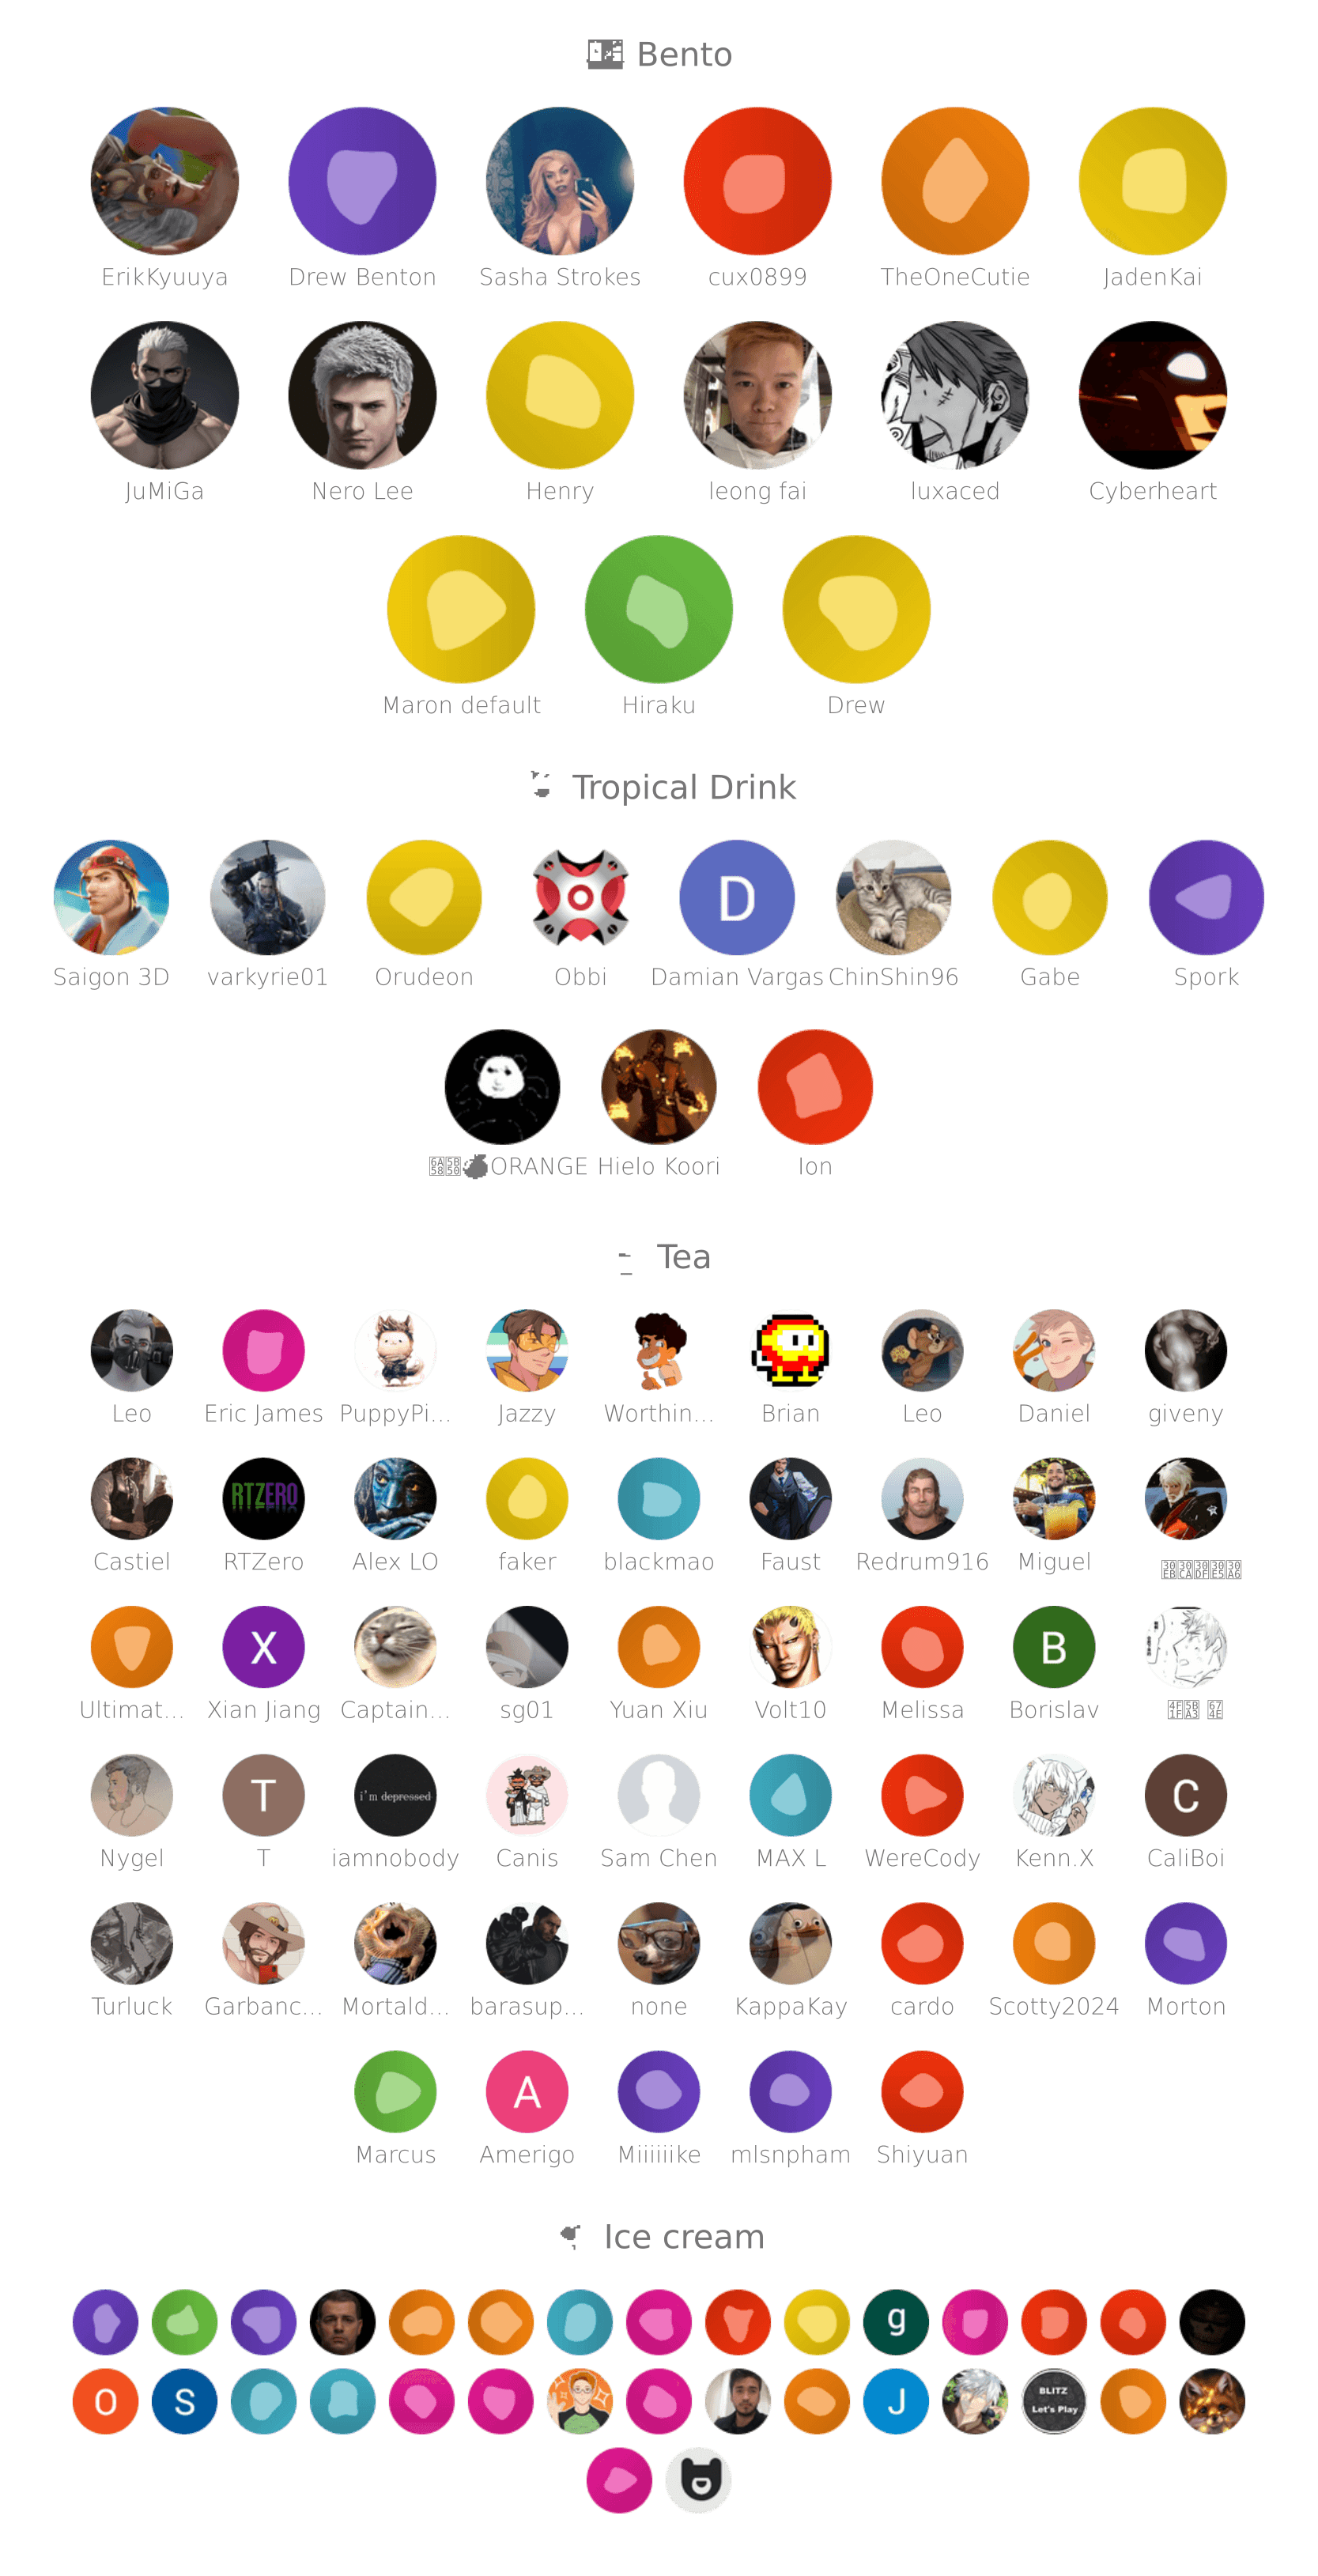 Bento
ErikKyuuya Drew Benton Sasha Strokes cux0899 TheOneCutie JadenKai
JuMiGa Nero Lee Henry leong fai luxaced Cyberheart
Maron default Hiraku Drew
Tropical Drink
D
Saigon 3D varkyrie01 Orudeon Obbi Damian Vargas ChinShin96 Gabe Spork
ORANGE Hielo Koori Ion
Tea
Leo Eric James PuppyPi... Jazzy Worthin... Brian Leo Daniel giveny
RTZERO
Castiel RTZero Alex LO faker blackmao Faust Redrum916 Miguel
X B
Ultimat... Xian Jiang Captain... sg01 Yuan Xiu Volt10 Melissa Borislav
T i'm depressed C
Nygel T iamnobody Canis Sam Chen MAX L WereCody Kenn.X CaliBoi
Turluck Garbanc... Mortald... barasup... none KappaKay cardo Scotty2024 Morton
A
Marcus Amerigo Miiiiiike mlsnpham Shiyuan
Ice cream
g
O S J BLITZ
Let's Play